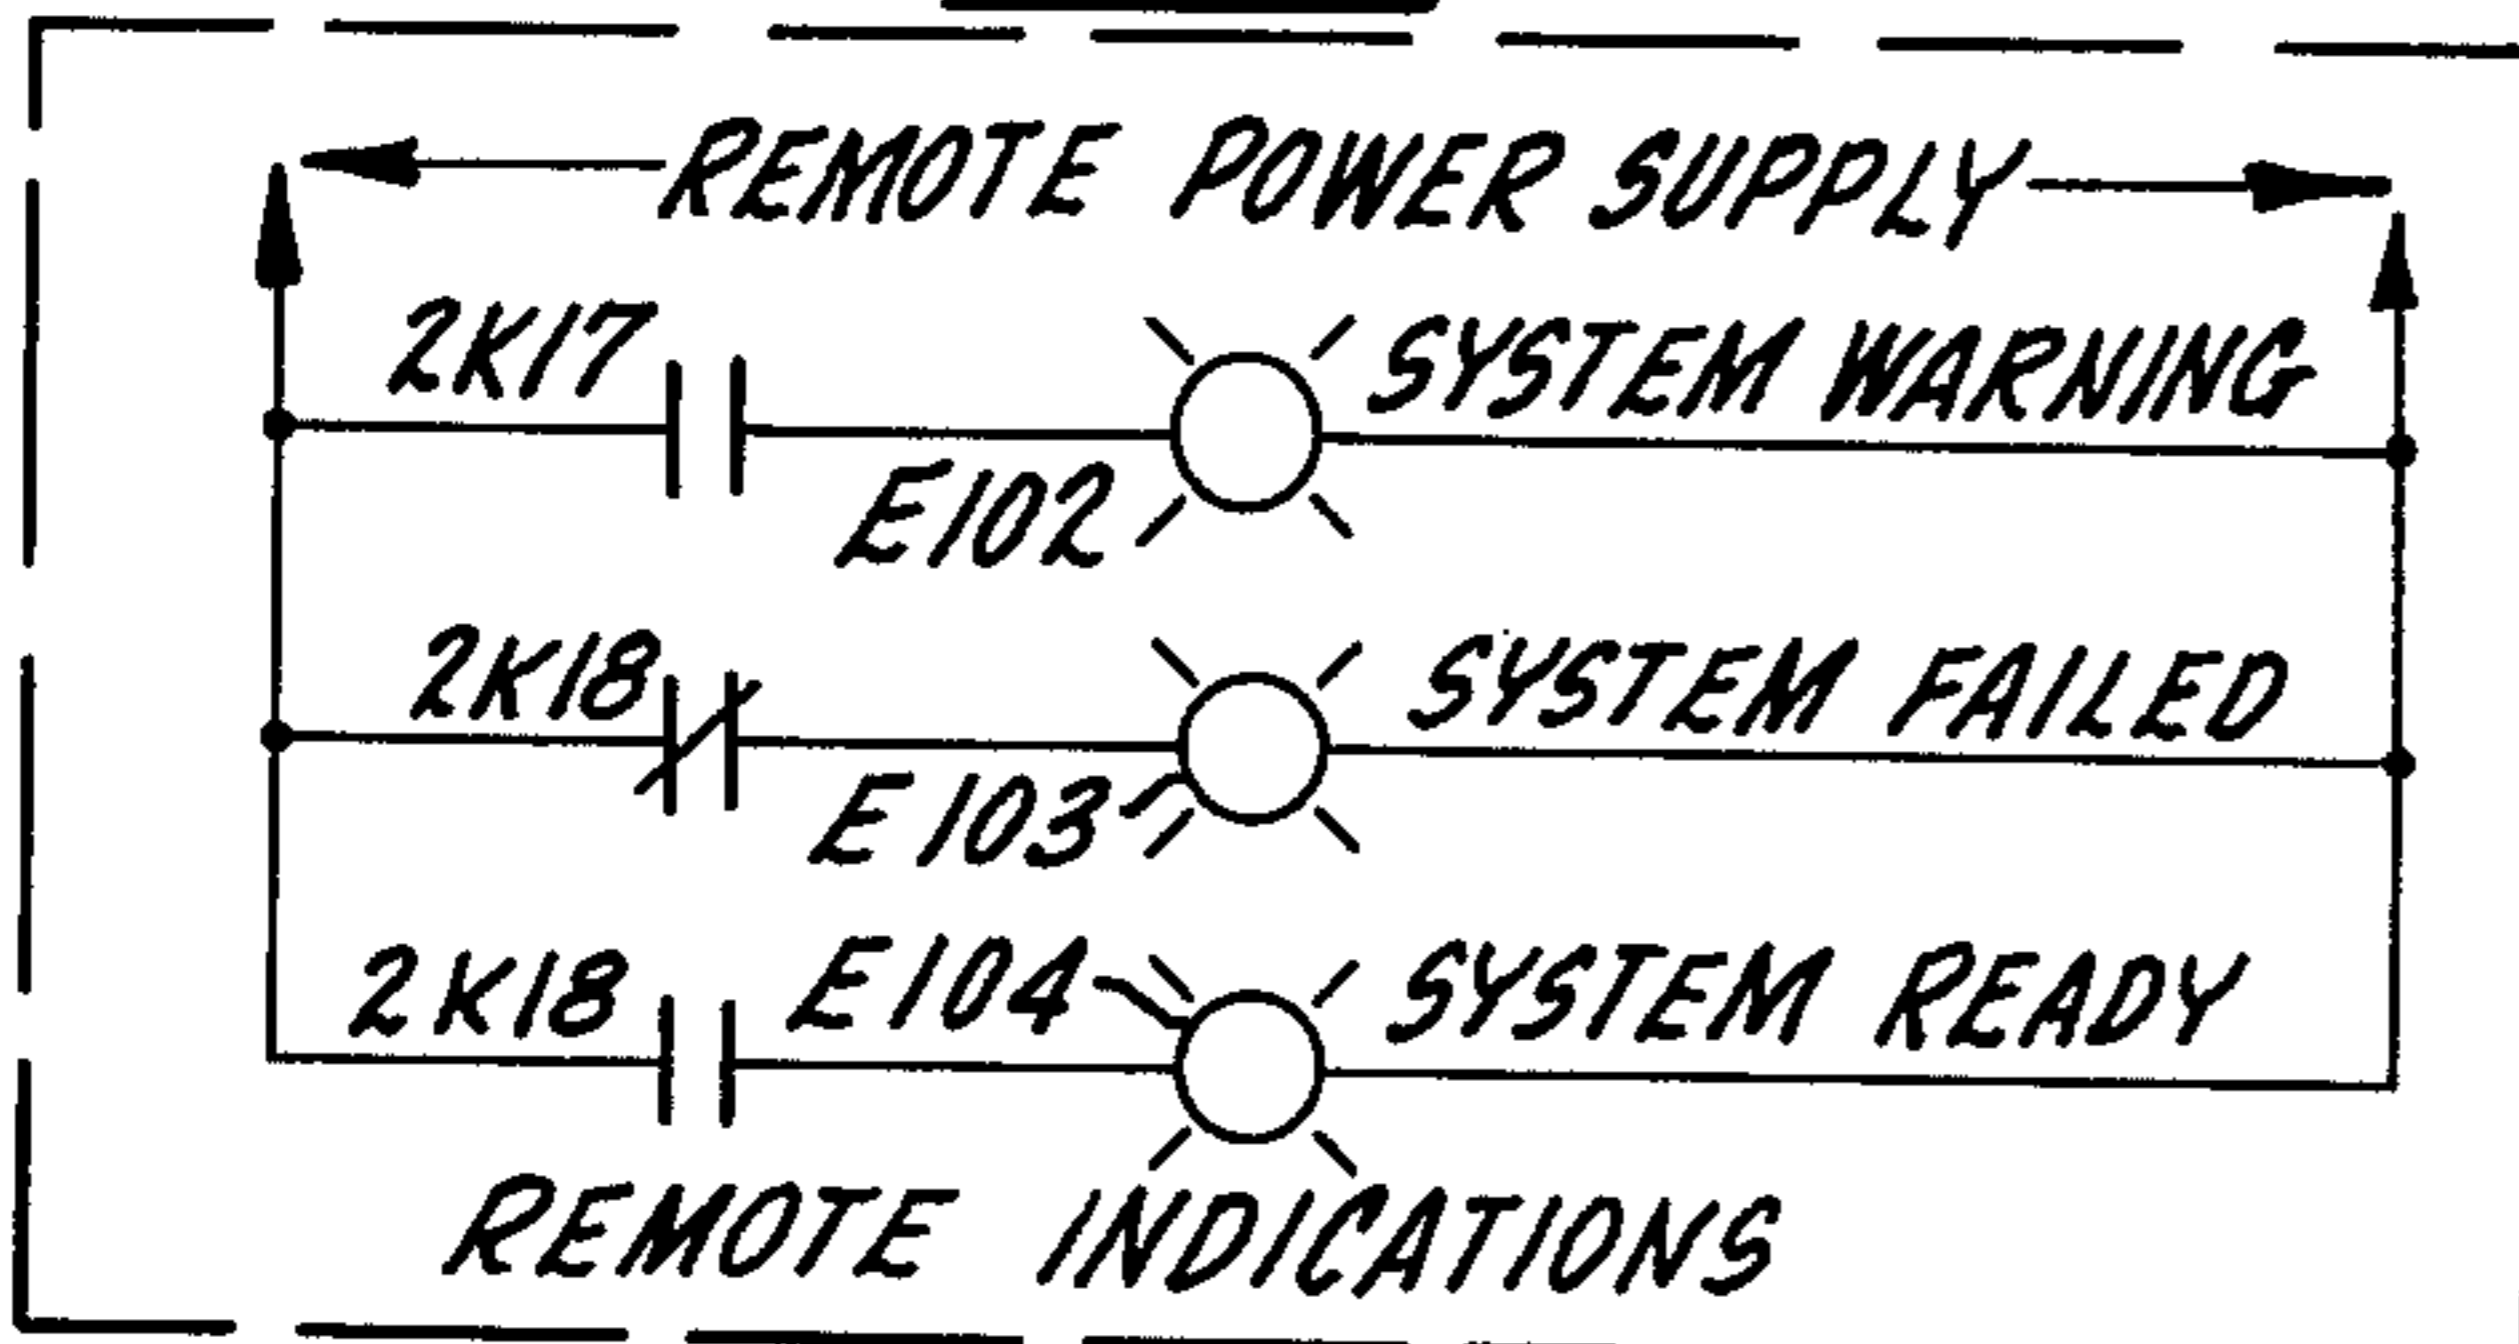 REMOTE POWER SUPPLY
2K17
SYSTEM WARNING
E102
2K18
SYSTEM FAILED
E103
2K18
E104
SYSTEM READY
REMOTE INDICATIONS